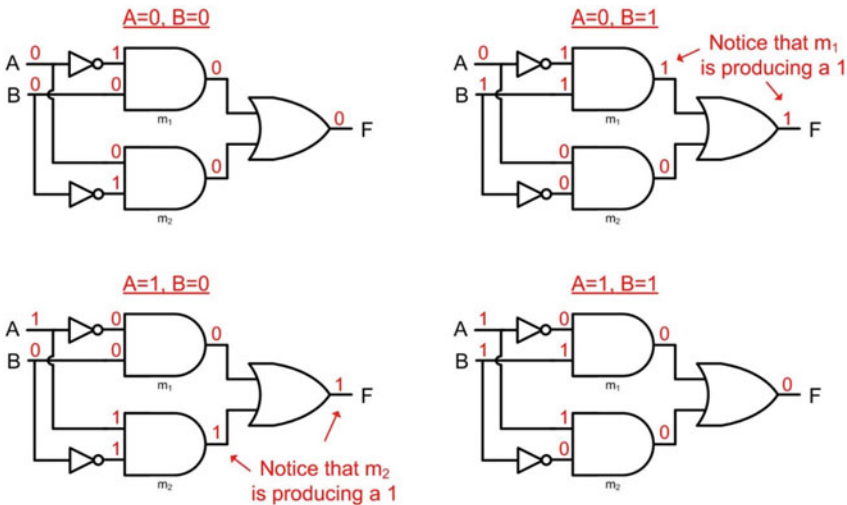 A=0, B=0
A 0 1 0
B 0 0
m₁
0 F
0 0
1
m₂
A=0, B=1
Notice that m₁
is producing a 1
A 0 1 1
B 1 1
m₁
1 F
0 0
0
m₂
A=1, B=0
A 1 0 0
B 0 0
m₁
1 F
1 1
1
m₂
Notice that m₂
is producing a 1
A=1, B=1
A 1 0 0
B 1 1
m₁
0 F
1 0
0
m₂